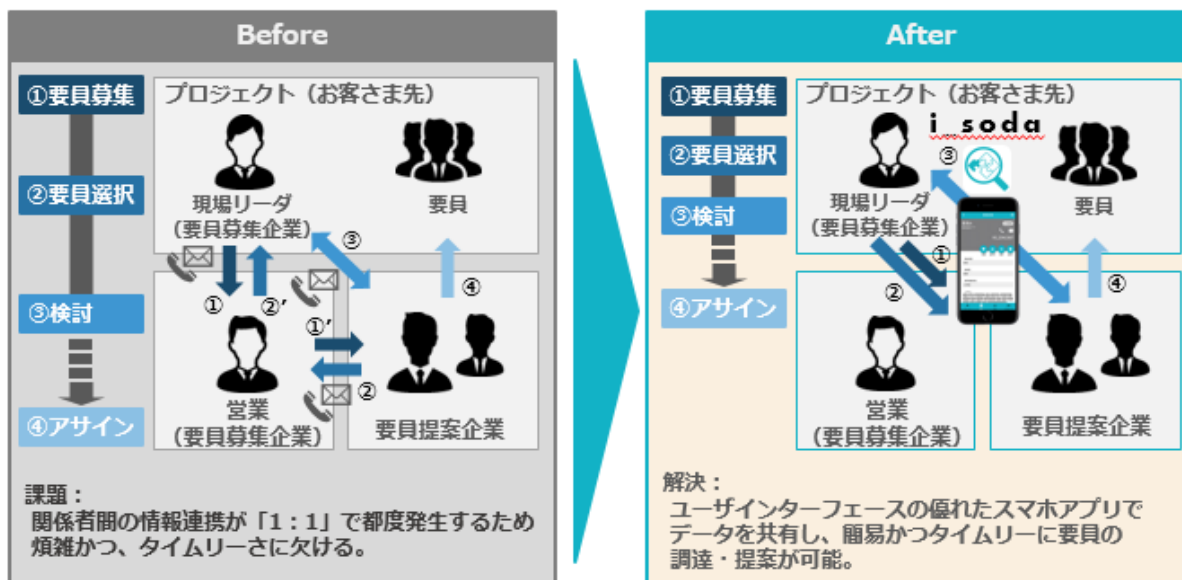 Before
①要員募集
プロジェクト（お客さま先）
②要員選択
現場リーダ
（要員募集企業）
要員
③
①
②’
④
①’
②
③検討
④アサイン
営業
（要員募集企業）
要員提案企業
課題：
関係者間の情報連携が「1：1」で都度発生するため
煩雑かつ、タイムリーさに欠ける。
After
①要員募集
プロジェクト（お客さま先）
i_soda
②要員選択
③
現場リーダ
（要員募集企業）
要員
③検討
①
②
④
④アサイン
営業
（要員募集企業）
要員提案企業
解決：
ユーザインターフェースの優れたスマホアプリで
データを共有し、簡易かつタイムリーに要員の
調達・提案が可能。